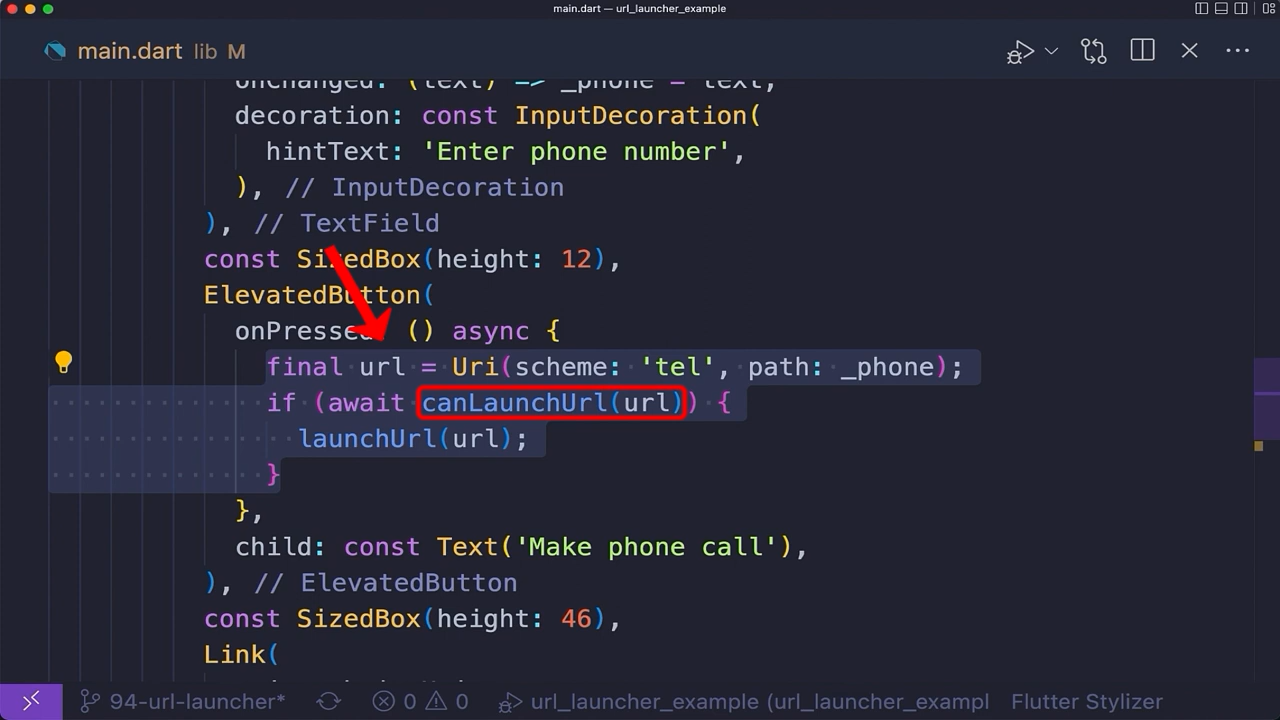 main.dart — url_launcher_example
main.dart lib M
onChanged: (text) => _phone = text,
decoration: const InputDecoration(
hintText: 'Enter phone number',
), // InputDecoration
), // TextField
const SizedBox(height: 12),
ElevatedButton(
onPressed: () async {
final url = Uri(scheme: 'tel', path: _phone);
if (await canLaunchUrl(url)) {
launchUrl(url);
}
},
child: const Text('Make phone call'),
), // ElevatedButton
const SizedBox(height: 46),
Link(
94-url-launcher* 0 0 url_launcher_example (url_launcher_exampl Flutter Stylizer